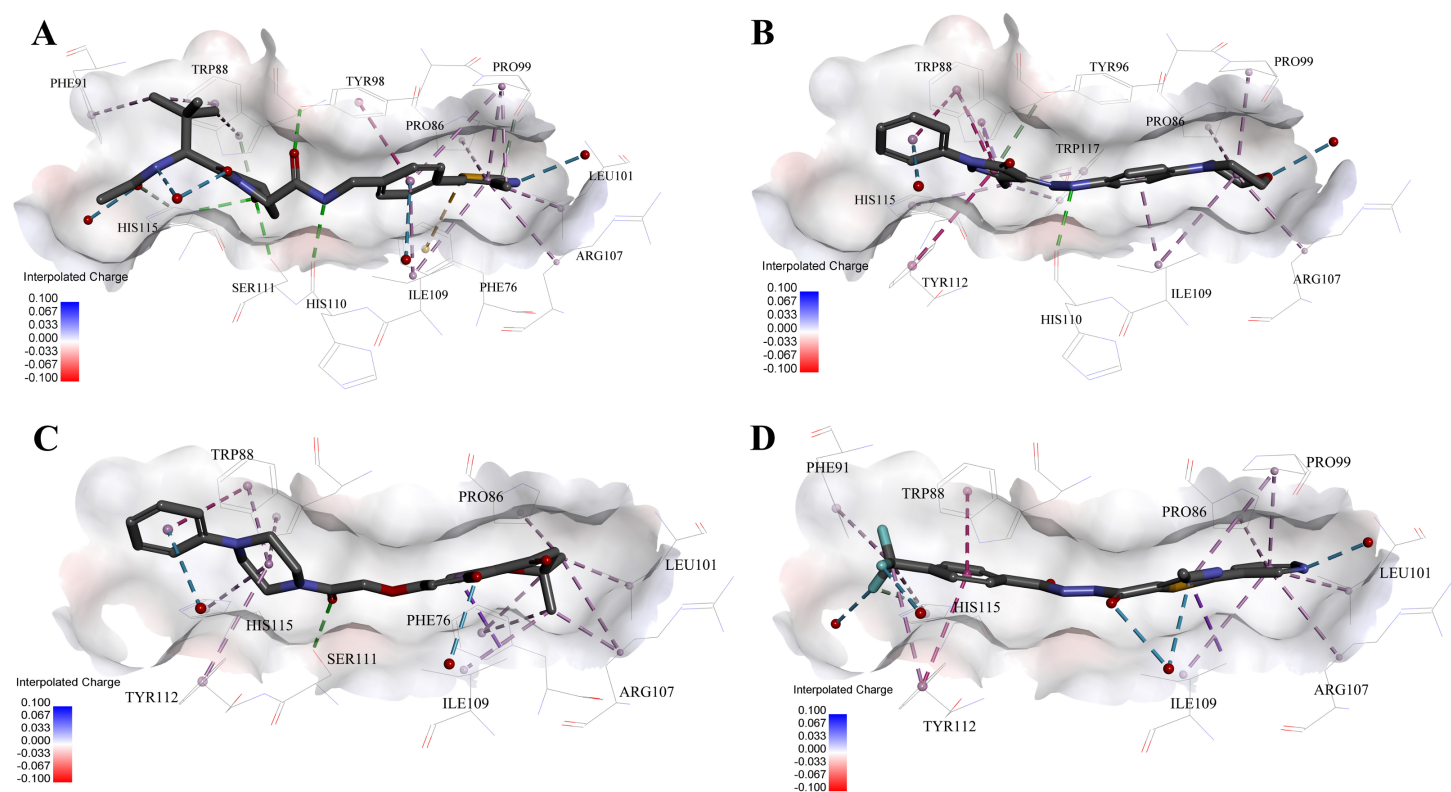 A
PHE91
TRP88
TYR98
PRO99
PRO86
LEU101
HIS115
ARG107
SER111
HIS110
ILE109
PHE76
Interpolated Charge
0.100
0.067
0.033
0.000
-0.033
-0.067
-0.100
B
TRP88
TYR96
PRO99
PRO86
TRP117
HIS115
TYR112
ILE109
ARG107
HIS110
Interpolated Charge
0.100
0.067
0.033
0.000
-0.033
-0.067
-0.100
C
TRP88
PRO86
LEU101
HIS115
PHE76
SER111
TYR112
ILE109
ARG107
Interpolated Charge
0.100
0.067
0.033
0.000
-0.033
-0.067
-0.100
D
PHE91
TRP88
PRO99
PRO86
LEU101
HIS115
ARG107
TYR112
ILE109
Interpolated Charge
0.100
0.067
0.033
0.000
-0.033
-0.067
-0.100